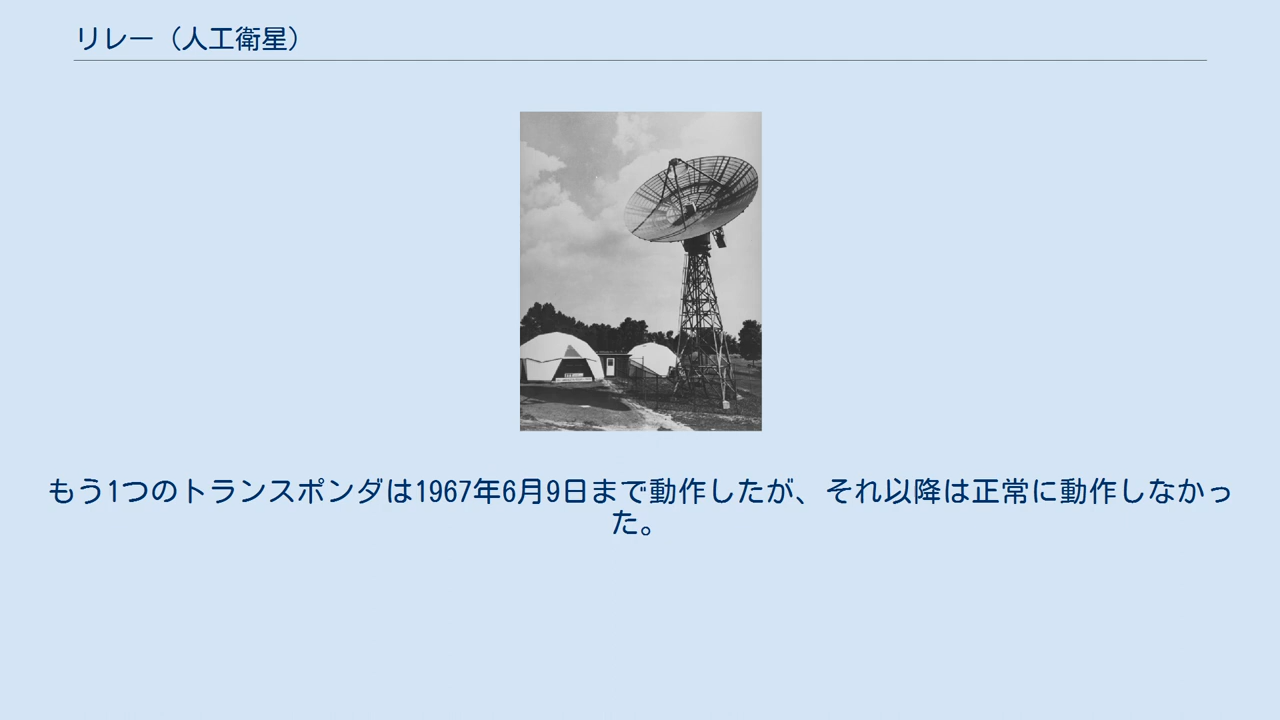 リレー（人工衛星）
もう1つのトランスポンダは1967年6月9日まで動作したが、それ以降は正常に動作しなかっ
た。